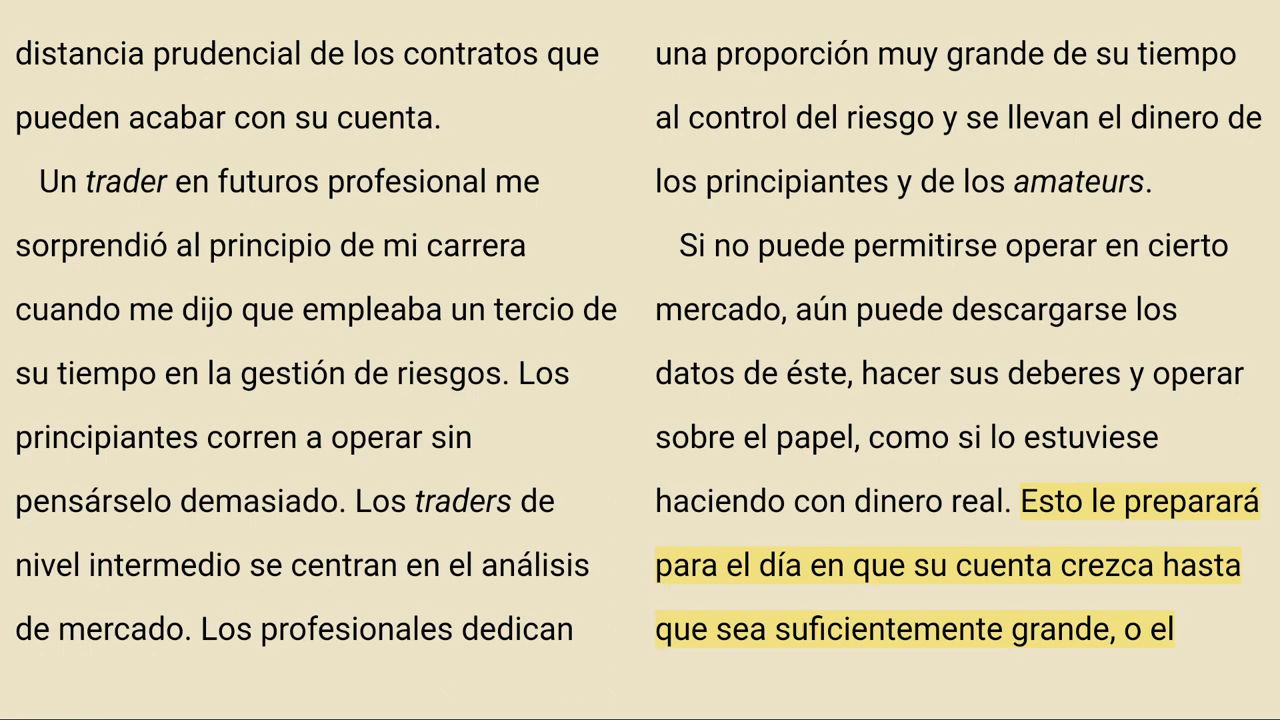 distancia prudencial de los contratos que
pueden acabar con su cuenta.
Un trader en futuros profesional me
sorprendió al principio de mi carrera
cuando me dijo que empleaba un tercio de
su tiempo en la gestión de riesgos. Los
principiantes corren a operar sin
pensárselo demasiado. Los traders de
nivel intermedio se centran en el análisis
de mercado. Los profesionales dedican
una proporción muy grande de su tiempo
al control del riesgo y se llevan el dinero de
los principiantes y de los amateurs.
Si no puede permitirse operar en cierto
mercado, aún puede descargarse los
datos de éste, hacer sus deberes y operar
sobre el papel, como si lo estuviese
haciendo con dinero real. Esto le preparará
para el día en que su cuenta crezca hasta
que sea suficientemente grande, o el